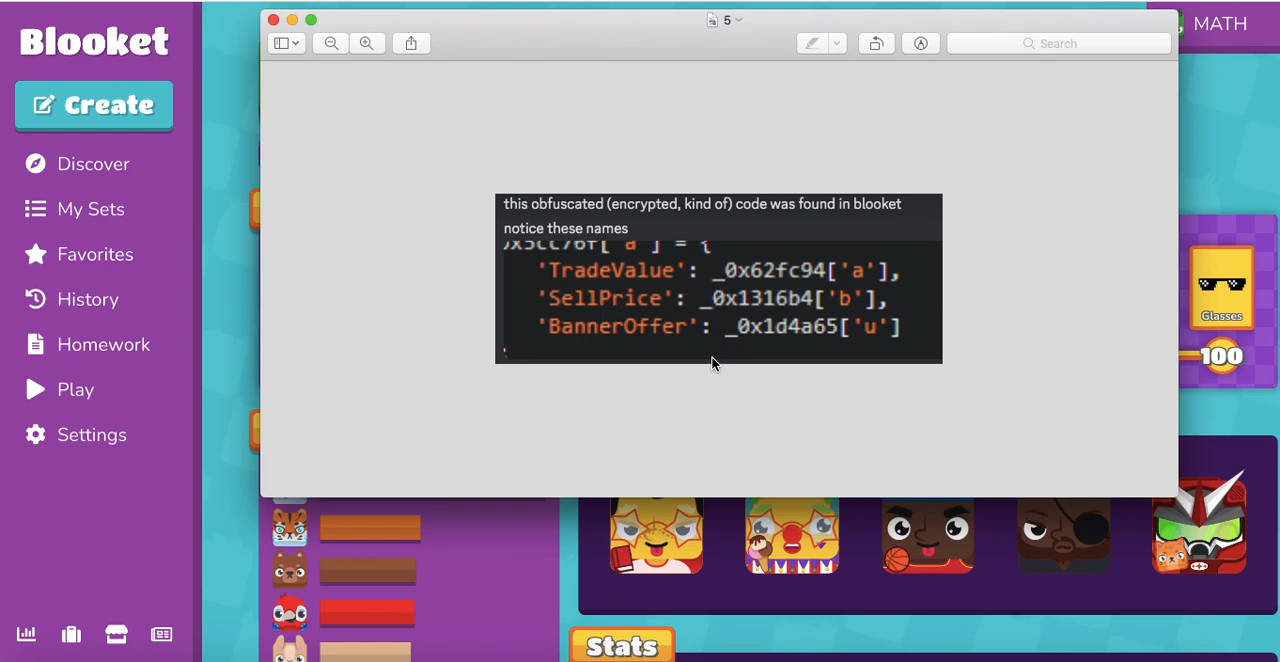 Blooket
Create
Discover
My Sets
Favorites
History
Homework
Play
Settings
5
Search
MATH
this obfuscated (encrypted, kind of) code was found in blooket
notice these names
'TradeValue': _0x62fc94['a'],
'SellPrice': _0x1316b4['b'],
'BannerOffer': _0x1d4a65['u']
Glasses
100
Stats